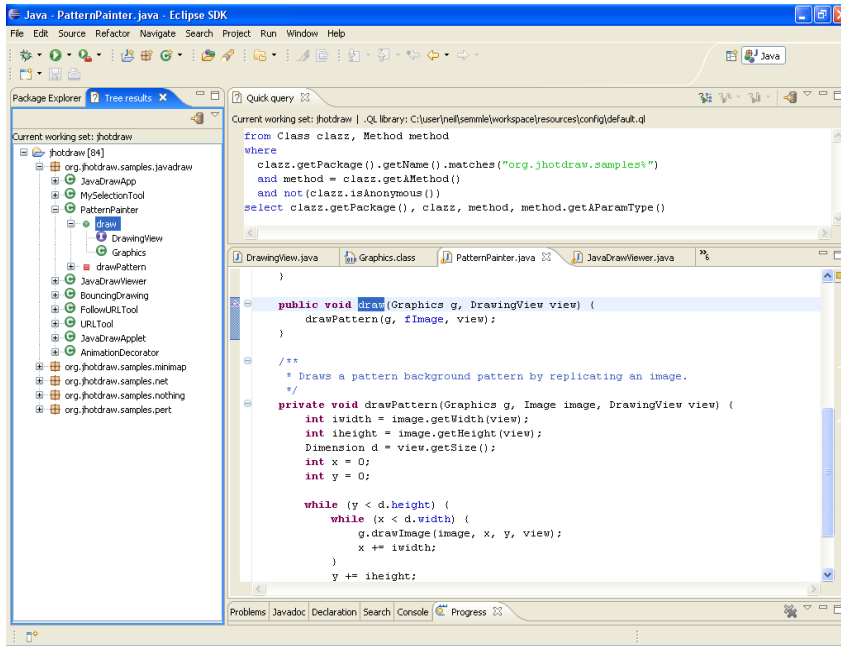 Java - PatternPainter.java - Eclipse SDK
File Edit Source Refactor Navigate Search Project Run Window Help
Java
Package Explorer Tree results
Current working set: jhotdraw
jhotdraw [84]
org.jhotdraw.samples.javadraw
JavaDrawApp
MySelectionTool
PatternPainter
draw
DrawingView
Graphics
drawPattern
JavaDrawViewer
BouncingDrawing
FollowURLTool
URLTool
JavaDrawApplet
AnimationDecorator
org.jhotdraw.samples.minimap
org.jhotdraw.samples.net
org.jhotdraw.samples.nothing
org.jhotdraw.samples.pert
Quick query
Current working set: jhotdraw | .QL library: C:\user\neil\semmle\workspace\resources\config\default.ql
from Class clazz, Method method
where
clazz.getPackage().getName().matches("org.jhotdraw.samples%")
and method = clazz.getAMethod()
and not(clazz.isAnonymous())
select clazz.getPackage(), clazz, method, method.getAParamType()
DrawingView.java Graphics.class PatternPainter.java JavaDrawViewer.java »6
}
public void draw(Graphics g, DrawingView view) {
drawPattern(g, fImage, view);
}
/**
* Draws a pattern background pattern by replicating an image.
*/
private void drawPattern(Graphics g, Image image, DrawingView view) {
int iwidth = image.getWidth(view);
int iheight = image.getHeight(view);
Dimension d = view.getSize();
int x = 0;
int y = 0;
while (y < d.height) {
while (x < d.width) {
g.drawImage(image, x, y, view);
x += iwidth;
}
y += iheight;
Problems Javadoc Declaration Search Console Progress